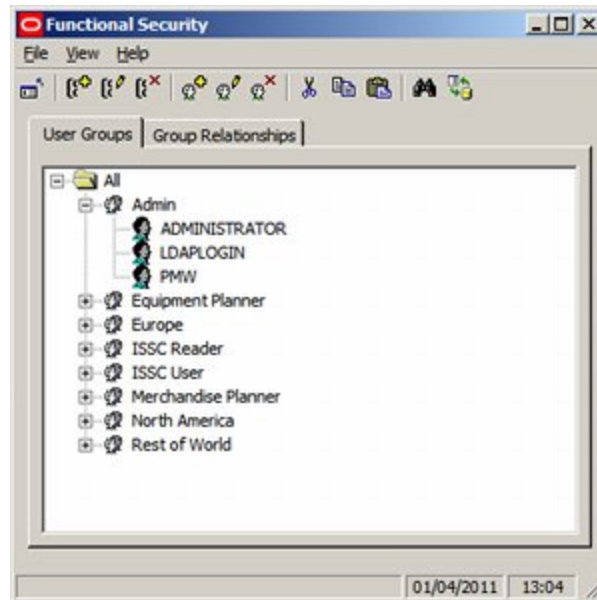 Functional Security
File View Help
User Groups Group Relationships
All
Admin
ADMINISTRATOR
LDAPLOGIN
PMW
Equipment Planner
Europe
ISSC Reader
ISSC User
Merchandise Planner
North America
Rest of World
01/04/2011 13:04